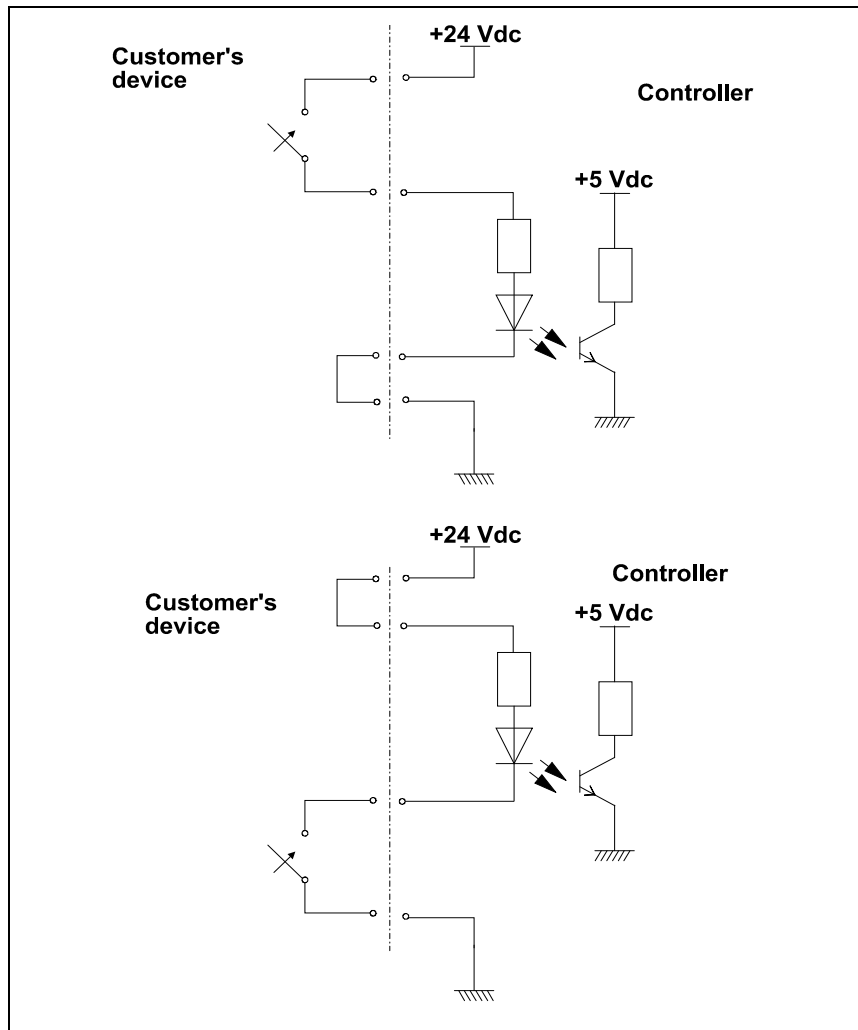 +24 Vdc
Customer's
device
Controller
+5 Vdc
+24 Vdc
Controller
Customer's
device
+5 Vdc